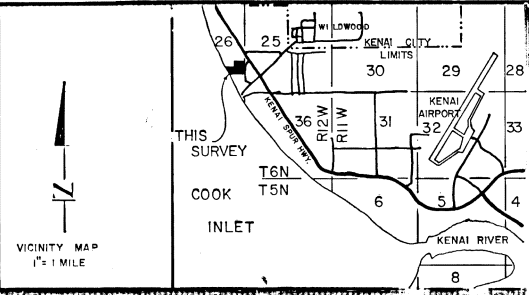 WILDWOOD
26
25
KENAI CITY
LIMITS
30
29
28
KENAI SPUR HWY.
36
R12W
R11W
31
KENAI
AIRPORT
32
33
THIS
SURVEY
T6N
T5N
COOK
INLET
6
5
4
KENAI RIVER
8
VICINITY MAP
1"= 1 MILE